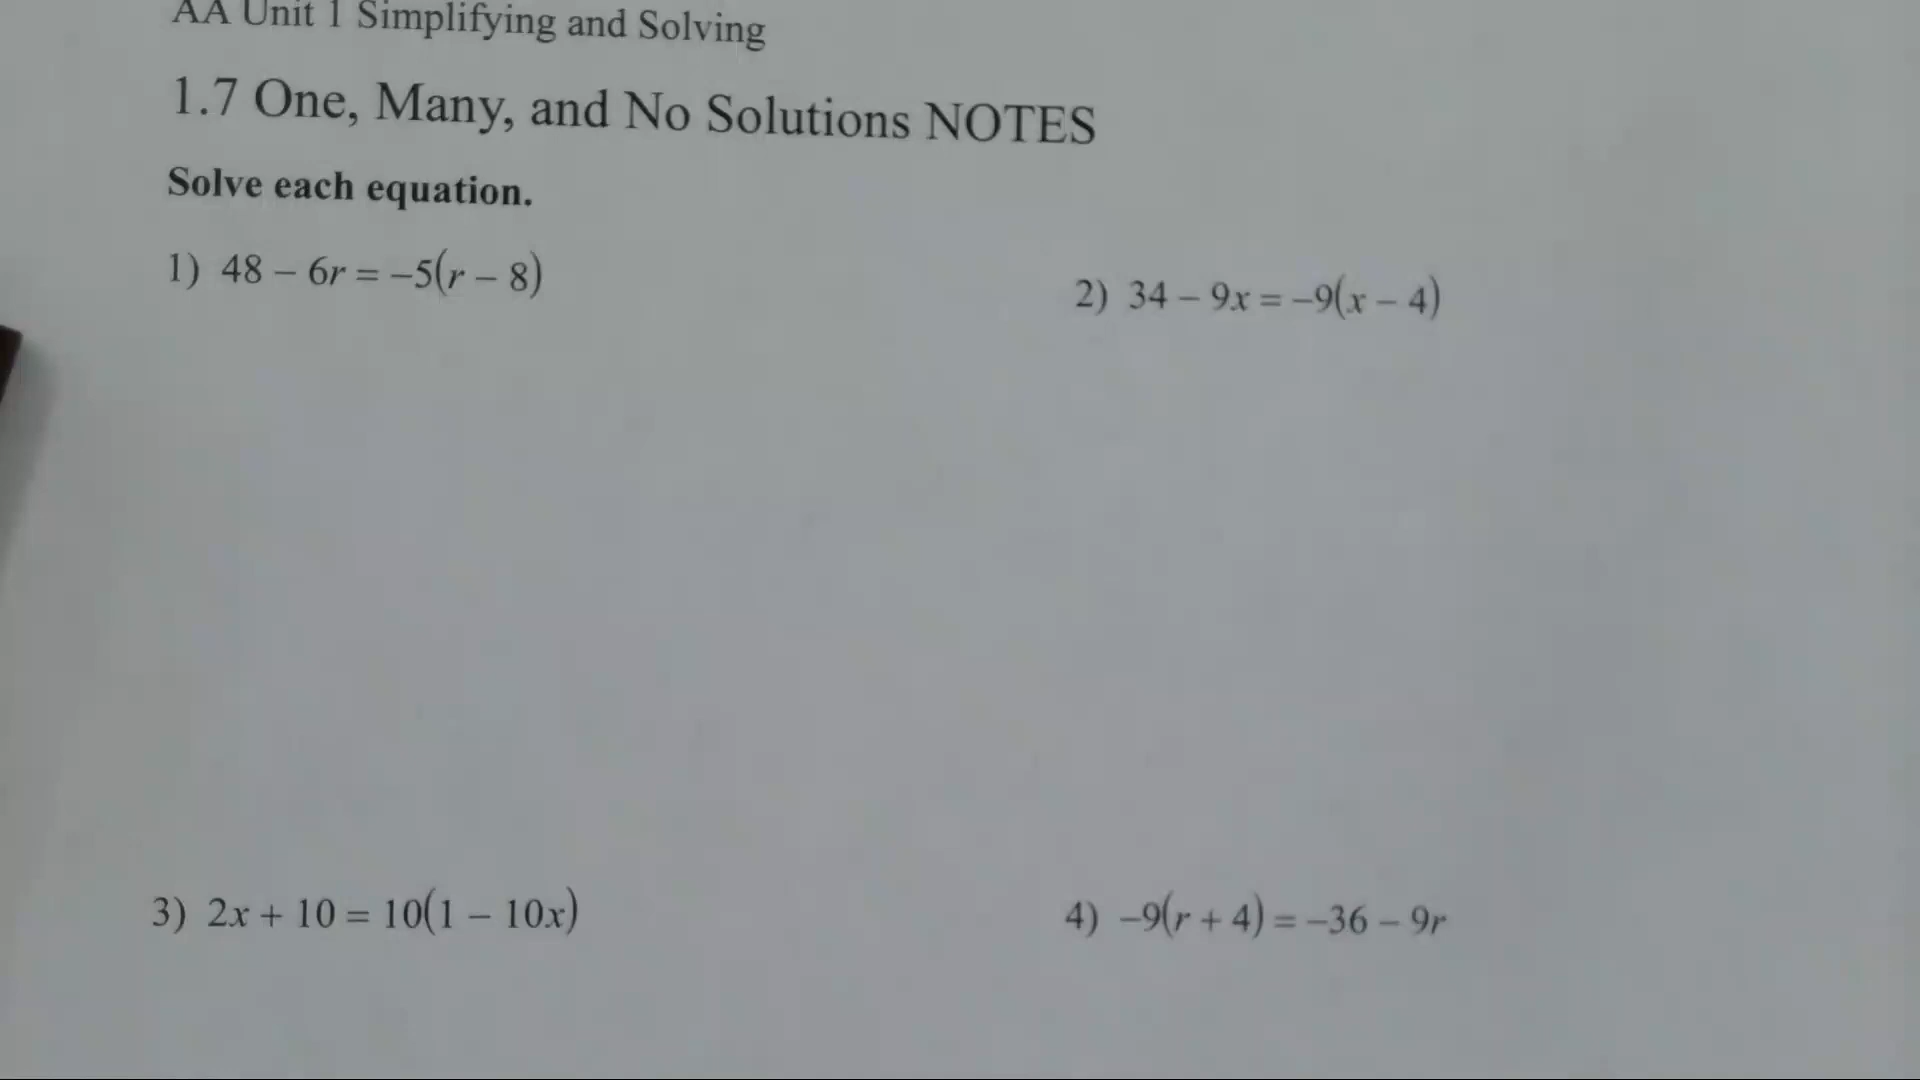 AA Unit 1 Simplifying and Solving
1.7 One, Many, and No Solutions NOTES
Solve each equation.
1) 48 – 6r = –5(r – 8)
2) 34 – 9x = –9(x – 4)
3) 2x + 10 = 10(1 – 10x)
4) –9(r + 4) = –36 – 9r